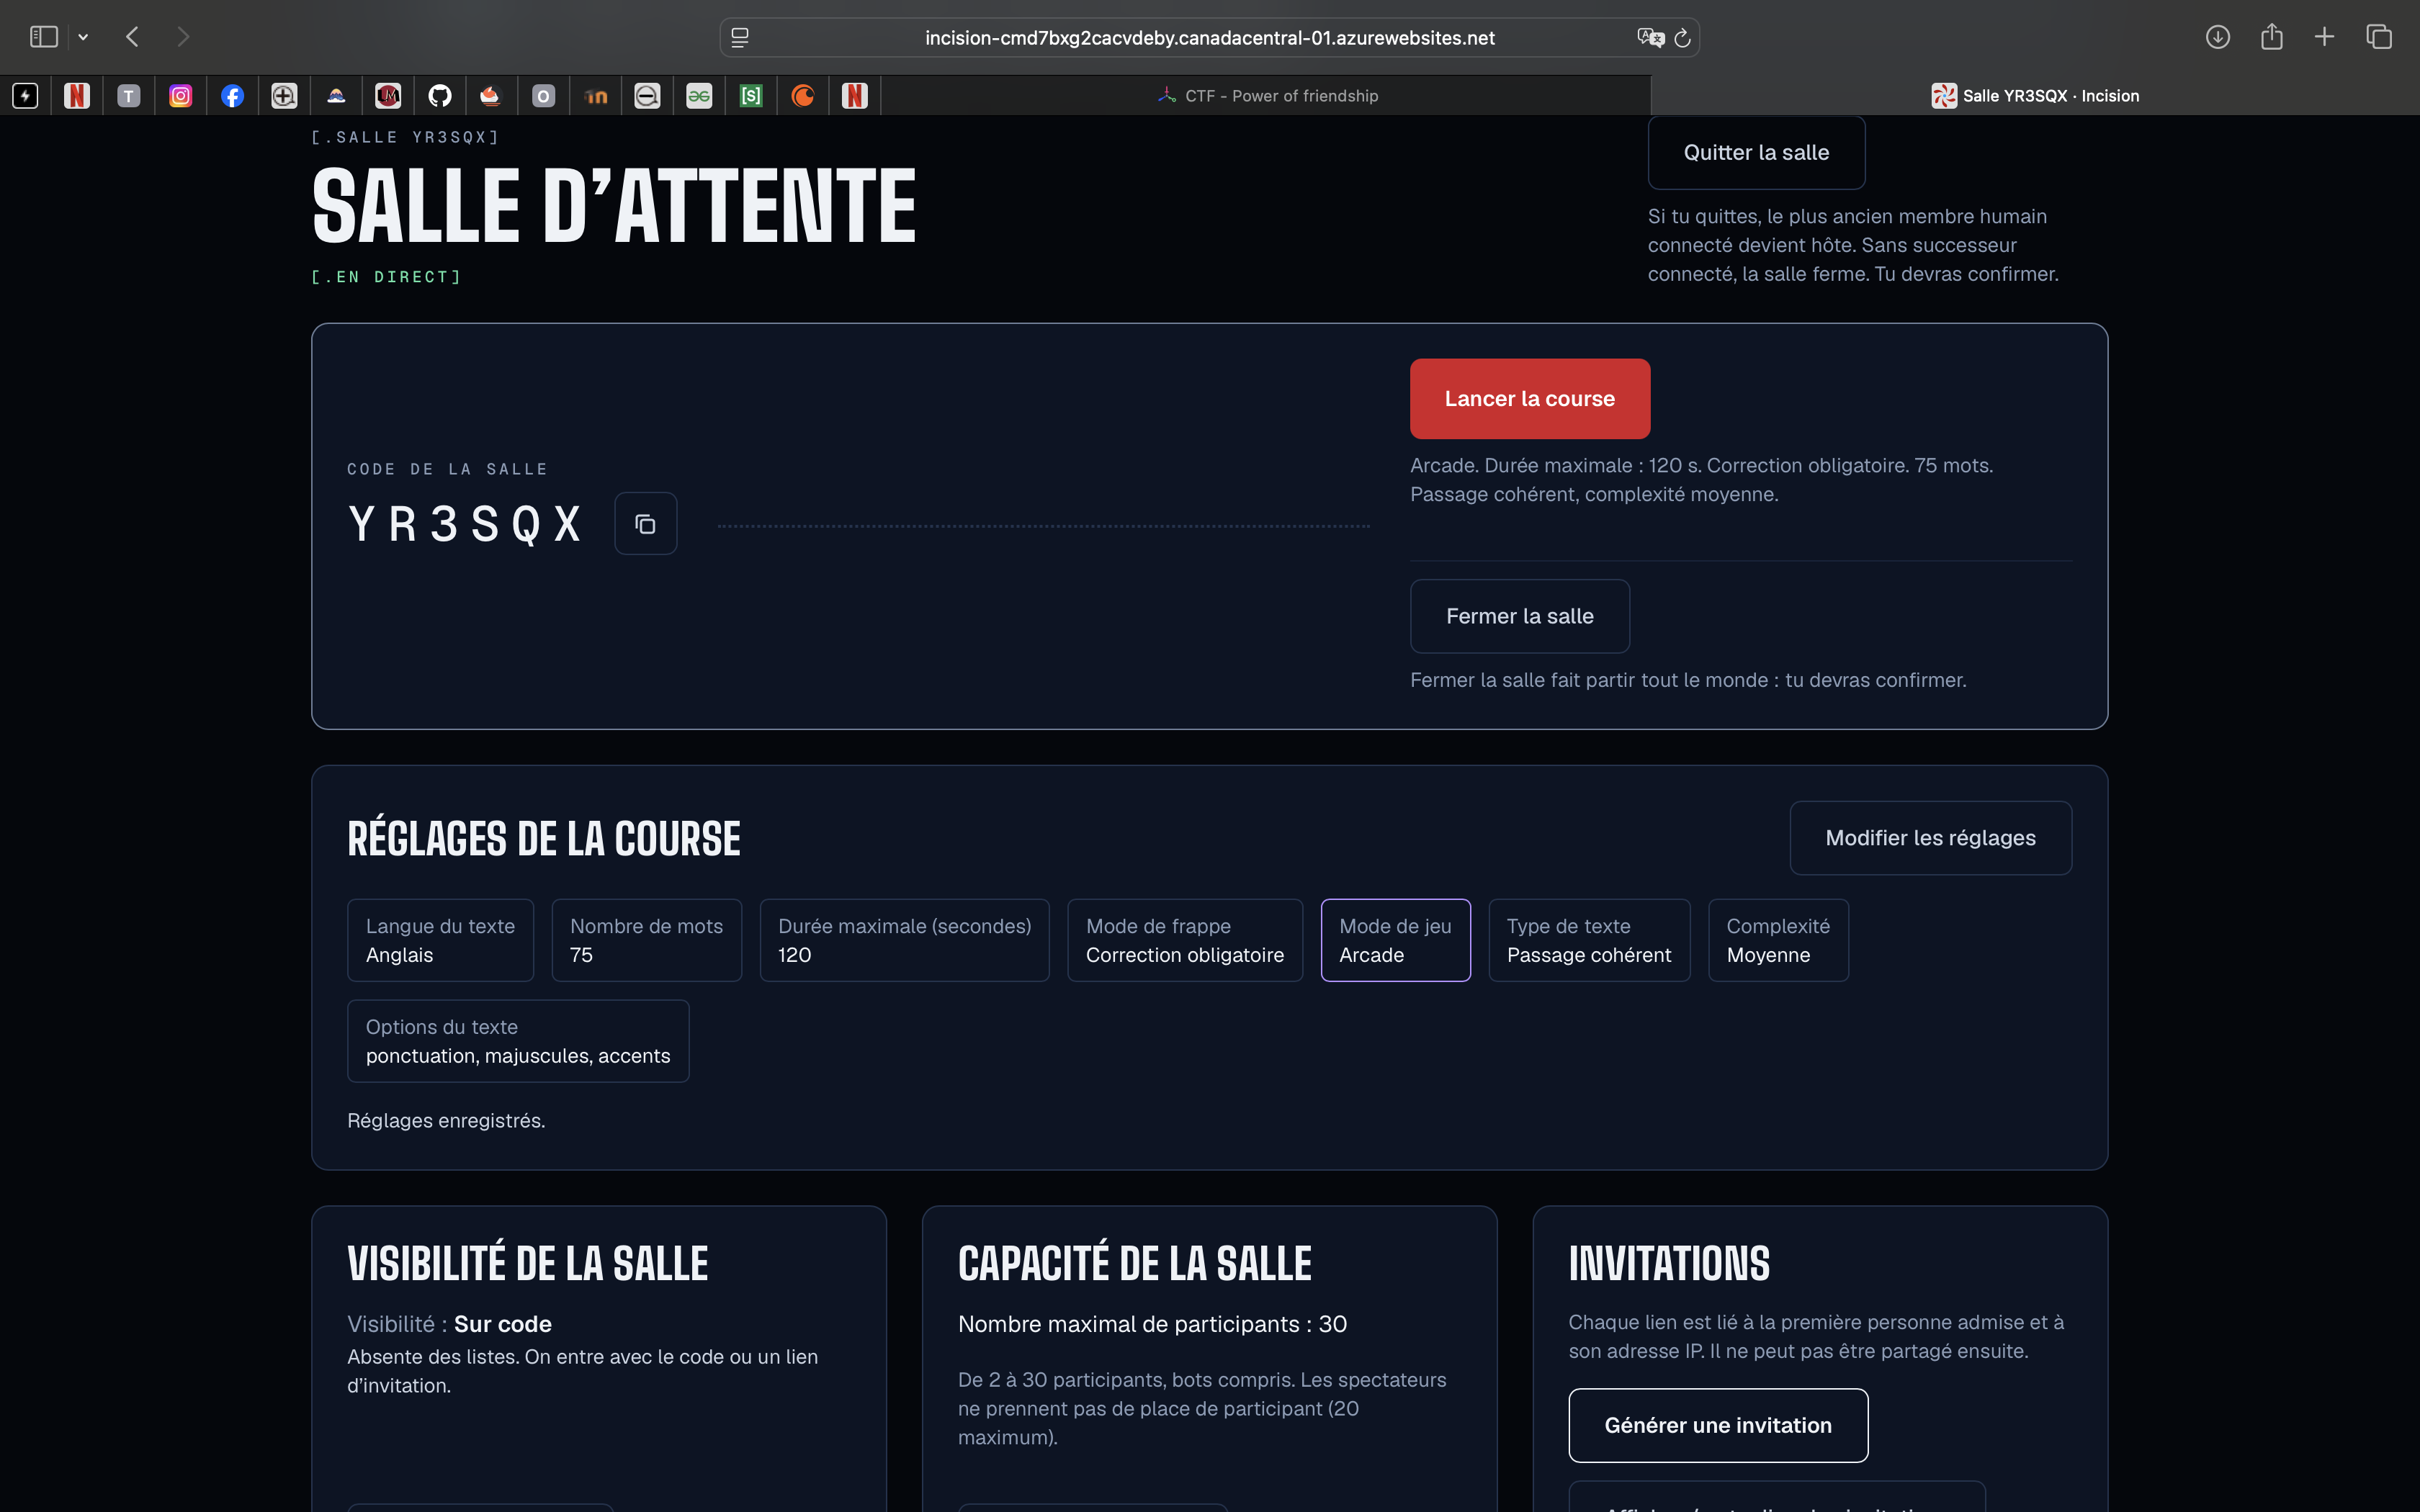 incision-cmd7bxg2cacvdeby.canadacentral-01.azurewebsites.net
CTF - Power of friendship
Salle YR3SQX · Incision
[.SALLE YR3SQX]
SALLE D’ATTENTE
[.EN DIRECT]
Quitter la salle
Si tu quittes, le plus ancien membre humain
connecté devient hôte. Sans successeur
connecté, la salle ferme. Tu devras confirmer.
CODE DE LA SALLE
YR3SQX
Lancer la course
Arcade. Durée maximale : 120 s. Correction obligatoire. 75 mots.
Passage cohérent, complexité moyenne.
Fermer la salle
Fermer la salle fait partir tout le monde : tu devras confirmer.
RÉGLAGES DE LA COURSE
Modifier les réglages
Langue du texte
Anglais
Nombre de mots
75
Durée maximale (secondes)
120
Mode de frappe
Correction obligatoire
Mode de jeu
Arcade
Type de texte
Passage cohérent
Complexité
Moyenne
Options du texte
ponctuation, majuscules, accents
Réglages enregistrés.
VISIBILITÉ DE LA SALLE
Visibilité : Sur code
Absente des listes. On entre avec le code ou un lien
d’invitation.
CAPACITÉ DE LA SALLE
Nombre maximal de participants : 30
De 2 à 30 participants, bots compris. Les spectateurs
ne prennent pas de place de participant (20
maximum).
INVITATIONS
Chaque lien est lié à la première personne admise et à
son adresse IP. Il ne peut pas être partagé ensuite.
Générer une invitation